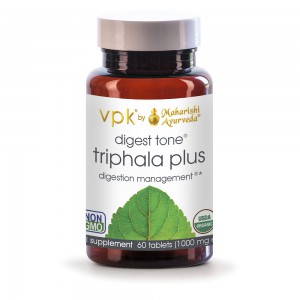 vpk® by Maharishi Ayurveda®
digest tone®
triphala plus
digestion management®*
NON GMO
USDA ORGANIC
supplement 60 tablets (1000 mg